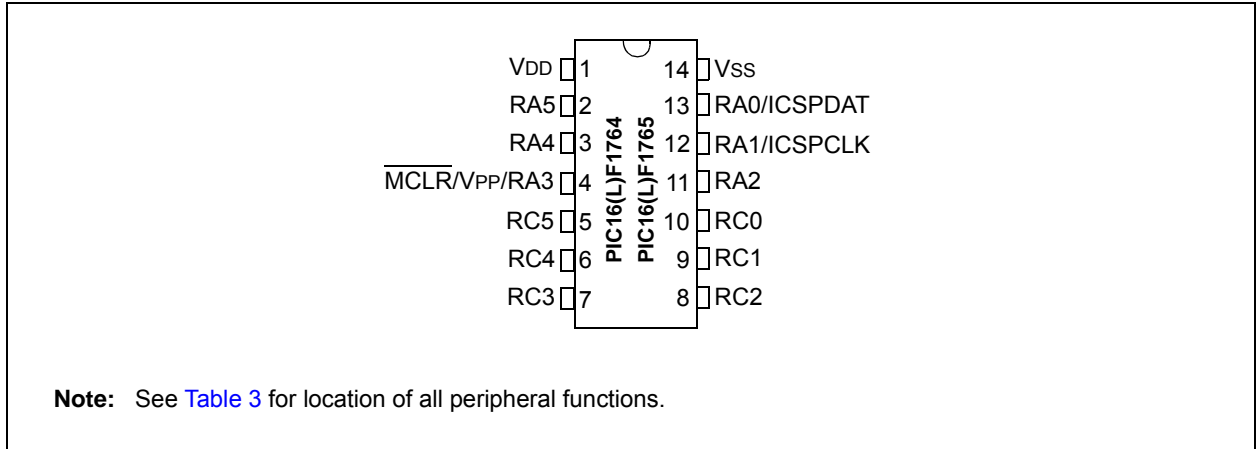 VDD 1 14 VSS
RA5 2 13 RA0/ICSPDAT
RA4 3 12 RA1/ICSPCLK
MCLR/VPP/RA3 4 11 RA2
RC5 5 10 RC0
RC4 6 9 RC1
RC3 7 8 RC2
PIC16(L)F1764
PIC16(L)F1765
Note: See Table 3 for location of all peripheral functions.